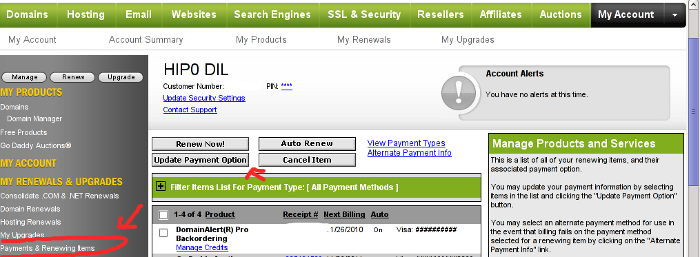 Domains Hosting Email Websites Search Engines SSL & Security Resellers Affiliates Auctions My Account
My Account Account Summary My Products My Renewals My Upgrades
Manage Renew Upgrade
MY PRODUCTS
Domains
Domain Manager
Free Products
Go Daddy Auctions®
MY ACCOUNT
MY RENEWALS & UPGRADES
Consolidate .COM & .NET Renewals
Domain Renewals
Hosting Renewals
My Upgrades
Payments & Renewing Items
HIP0 DIL
Customer Number: PIN: ****
Update Security Settings
Contact Support
Account Alerts
You have no alerts at this time.
Renew Now! Auto Renew View Payment Types
Update Payment Option Cancel Item Alternate Payment Info
Filter Items List For Payment Type: [ All Payment Methods ]
1-4 of 4 Product Receipt # Next Billing Auto
DomainAlert(R) Pro 11/26/2010 On Visa: #########
Backordering
Manage Credits
Manage Products and Services
This is a list of all of your renewing items, and their
associated payment option.
You may update your payment information by selecting
items in the list and clicking the "Update Payment Option"
button.
You may select an alternate payment method for use in
the event that billing fails on the payment method
selected for a renewing item by clicking on the "Alternate
Payment Info" link.